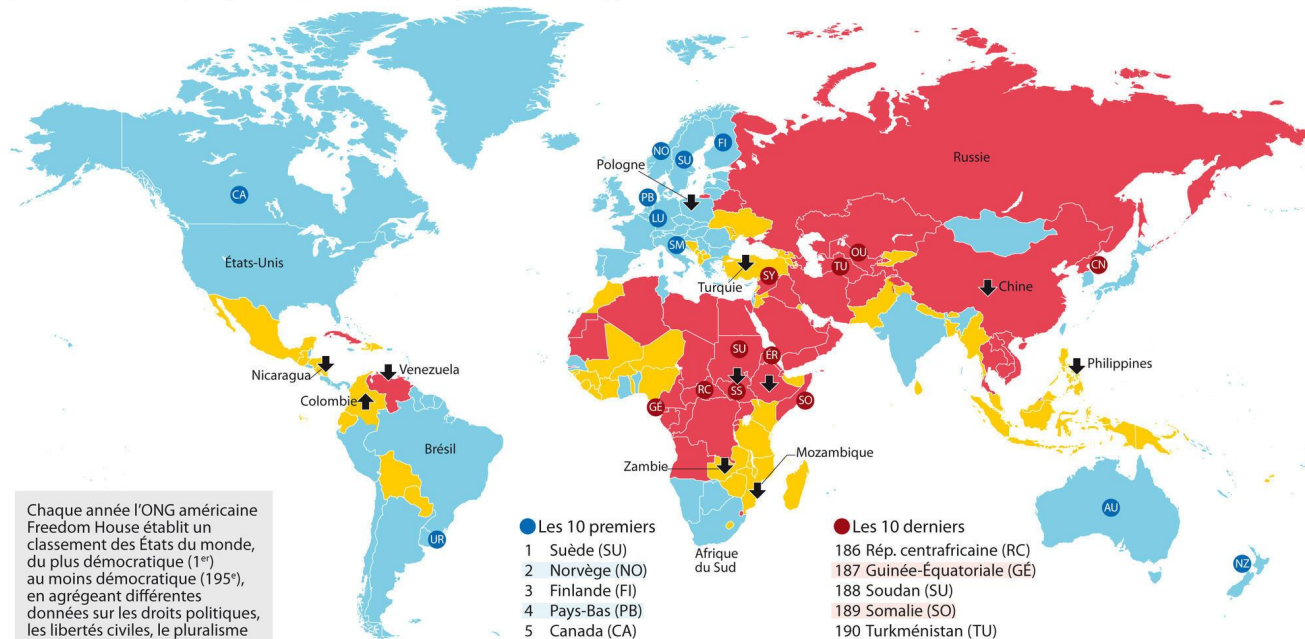 NO
FI
SU
Pologne
Russie
CA
PB
LU
SM
OU
TU
CN
SY
États-Unis
Turquie
Chine
SU
ÉR
Nicaragua
Venezuela
Philippines
Colombie
RC
SS
GÉ
SO
Brésil
Zambie
Mozambique
AU
UR
NZ
Afrique
du Sud
Chaque année l'ONG américaine
Freedom House établit un
classement des États du monde,
du plus démocratique (1er)
au moins démocratique (195e),
en agrégeant différentes
données sur les droits politiques,
les libertés civiles, le pluralisme
Les 10 premiers
1 Suède (SU)
2 Norvège (NO)
3 Finlande (FI)
4 Pays-Bas (PB)
5 Canada (CA)
Les 10 derniers
186 Rép. centrafricaine (RC)
187 Guinée-Équatoriale (GÉ)
188 Soudan (SU)
189 Somalie (SO)
190 Turkménistan (TU)